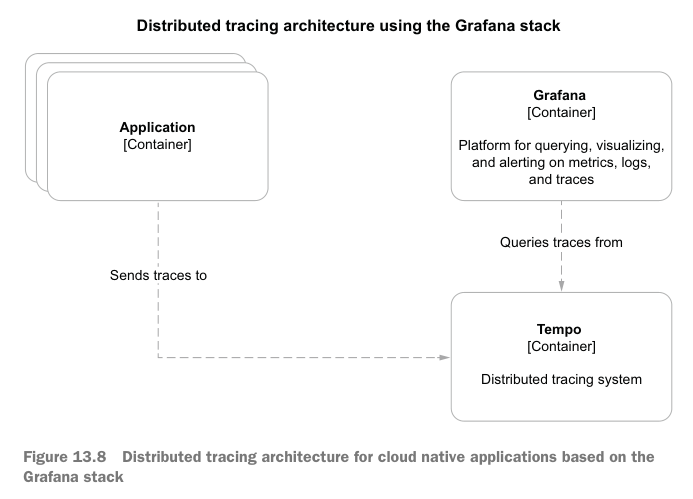 Distributed tracing architecture using the Grafana stack
Application
[Container]
Grafana
[Container]
Platform for querying, visualizing,
and alerting on metrics, logs,
and traces
Queries traces from
Sends traces to
Tempo
[Container]
Distributed tracing system
Figure 13.8 Distributed tracing architecture for cloud native applications based on the
Grafana stack